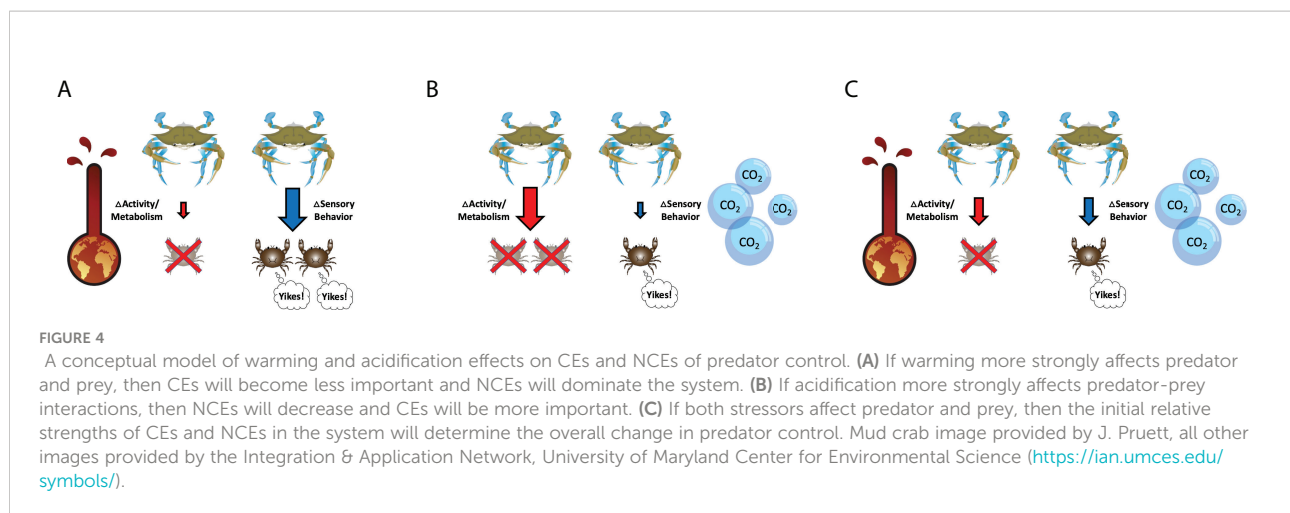 A
B
C
△Activity/
Metabolism
△Sensory
Behavior
Yikes!
Yikes!
△Activity/
Metabolism
△Sensory
Behavior
Yikes!
CO₂
CO₂
CO₂
CO₂
△Activity/
Metabolism
△Sensory
Behavior
Yikes!
CO₂
CO₂
CO₂
CO₂
FIGURE 4
A conceptual model of warming and acidification effects on CEs and NCEs of predator control. (A) If warming more strongly affects predator
and prey, then CEs will become less important and NCEs will dominate the system. (B) If acidification more strongly affects predator-prey
interactions, then NCEs will decrease and CEs will be more important. (C) If both stressors affect predator and prey, then the initial relative
strengths of CEs and NCEs in the system will determine the overall change in predator control. Mud crab image provided by J. Pruett, all other
images provided by the Integration & Application Network, University of Maryland Center for Environmental Science (https://ian.umces.edu/
symbols/).